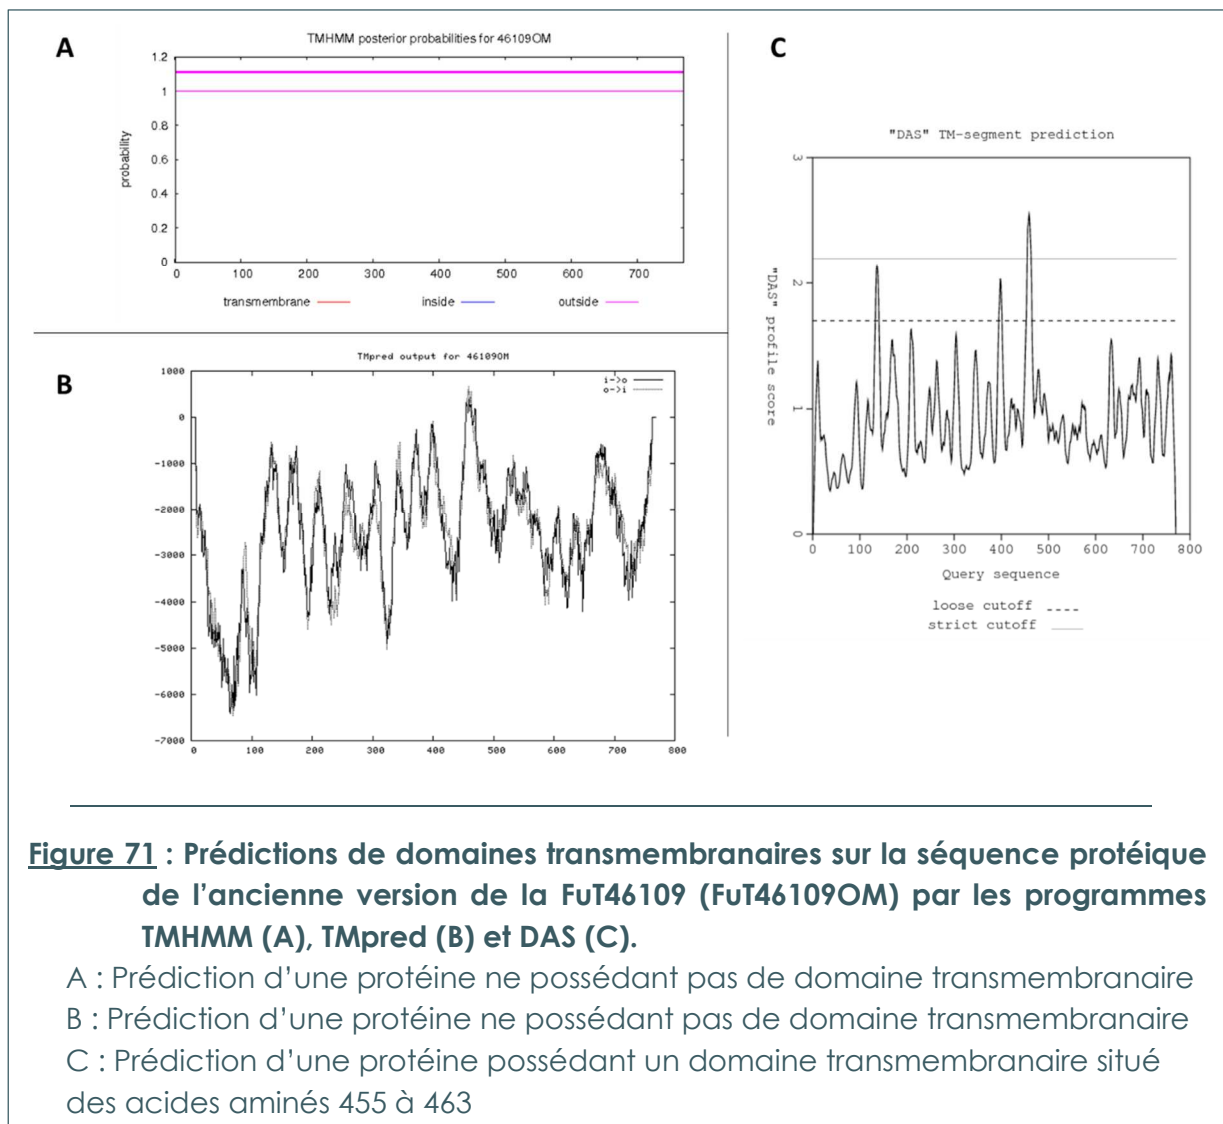 A
TMHMM posterior probabilities for 46109OM
1.2
1
0.8
0.6
0.4
0.2
0
probability
0 100 200 300 400 500 600 700
transmembrane
inside
outside
B
TMpred output for 46109OM
i->o
o->i
1000
0
-1000
-2000
-3000
-4000
-5000
-6000
-7000
0 100 200 300 400 500 600 700 800
C
"DAS" TM-segment prediction
3
2
1
0
"DAS" profile score
0 100 200 300 400 500 600 700 800
Query sequence
loose cutoff
strict cutoff
Figure 71 : Prédictions de domaines transmembranaires sur la séquence protéique
de l'ancienne version de la FuT46109 (FuT46109OM) par les programmes
TMHMM (A), TMpred (B) et DAS (C).
A : Prédiction d'une protéine ne possédant pas de domaine transmembranaire
B : Prédiction d'une protéine ne possédant pas de domaine transmembranaire
C : Prédiction d'une protéine possédant un domaine transmembranaire situé
des acides aminés 455 à 463